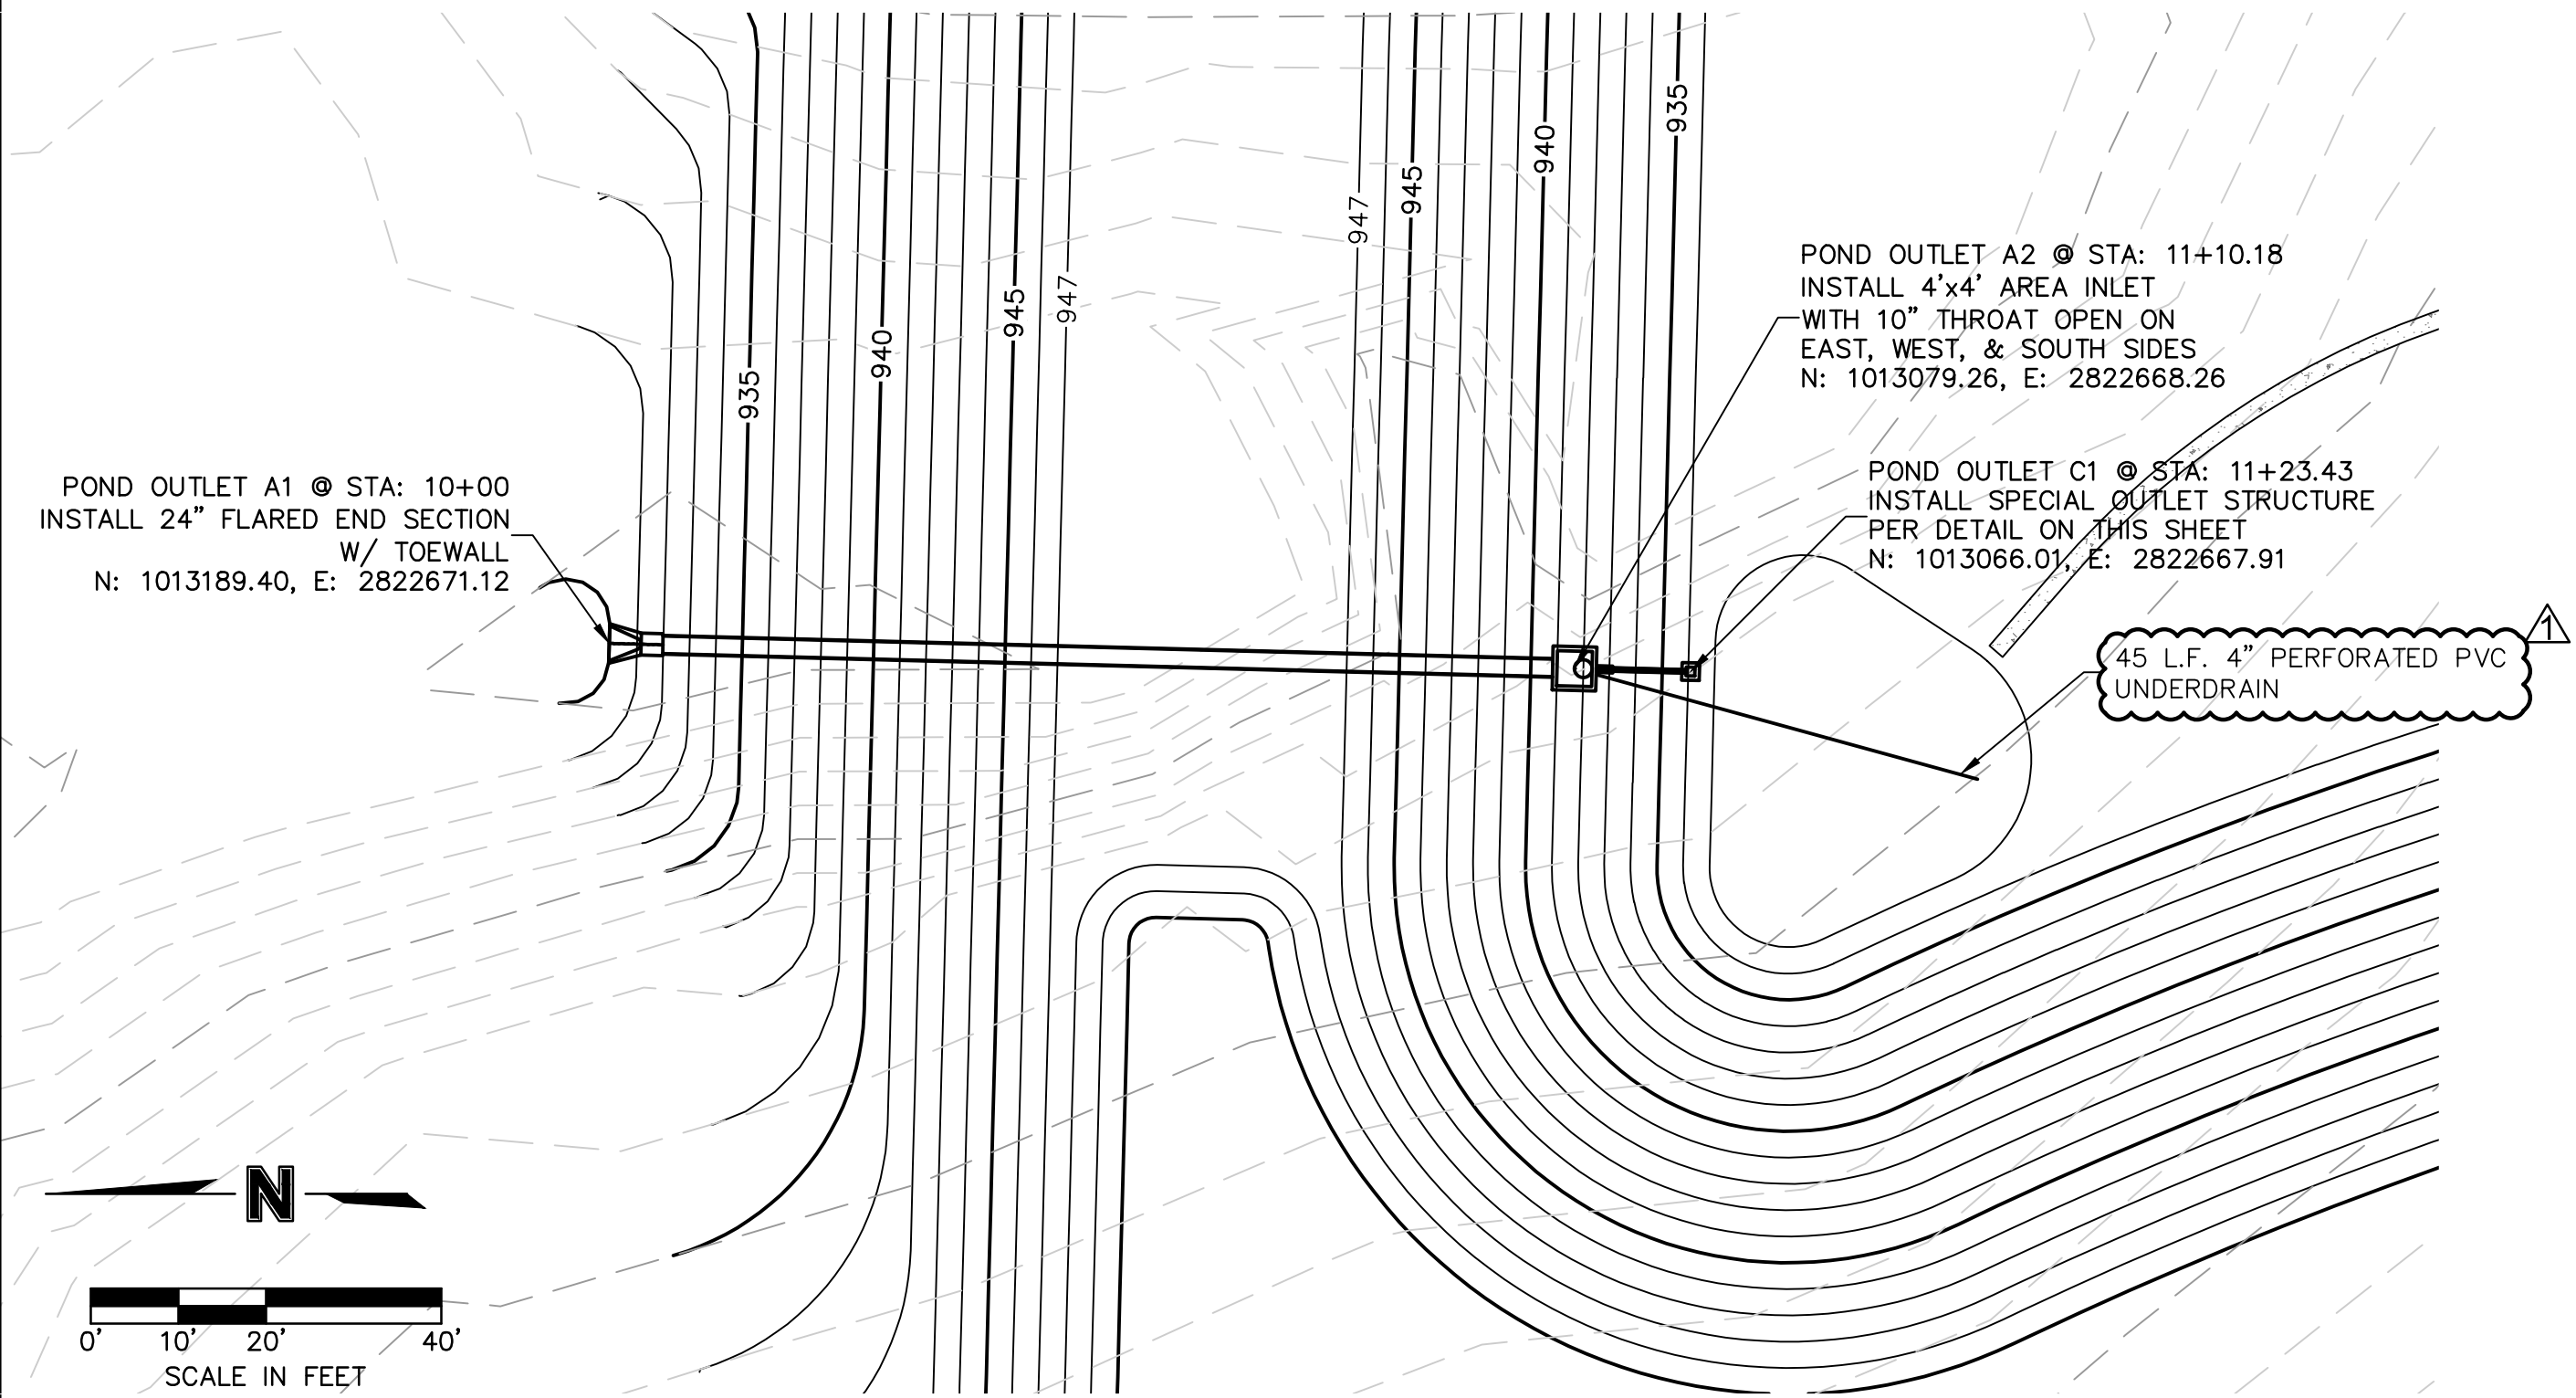 935
940
945
947
947
945
940
935
POND OUTLET A2 @ STA: 11+10.18
INSTALL 4'x4' AREA INLET
WITH 10" THROAT OPEN ON
EAST, WEST, & SOUTH SIDES
N: 1013079.26, E: 2822668.26
POND OUTLET C1 @ STA: 11+23.43
INSTALL SPECIAL OUTLET STRUCTURE
PER DETAIL ON THIS SHEET
N: 1013066.01, E: 2822667.91
POND OUTLET A1 @ STA: 10+00
INSTALL 24" FLARED END SECTION
W/ TOEWALL
N: 1013189.40, E: 2822671.12
1
45 L.F. 4" PERFORATED PVC
UNDERDRAIN
N
0' 10' 20' 40'
SCALE IN FEET